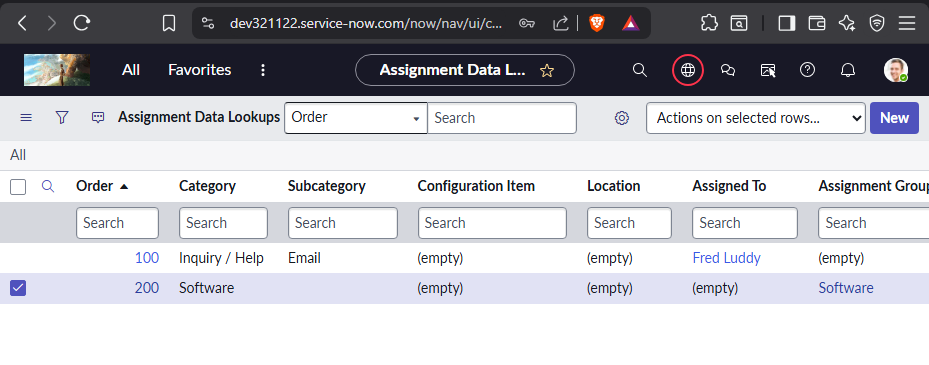 dev321122.service-now.com/now/nav/ui/c...
All Favorites Assignment Data L...
Assignment Data Lookups Order Search Actions on selected rows... New
All
Order Category Subcategory Configuration Item Location Assigned To Assignment Group
Search Search Search Search Search Search Search
100 Inquiry / Help Email (empty) (empty) Fred Luddy (empty)
200 Software (empty) (empty) (empty) Software